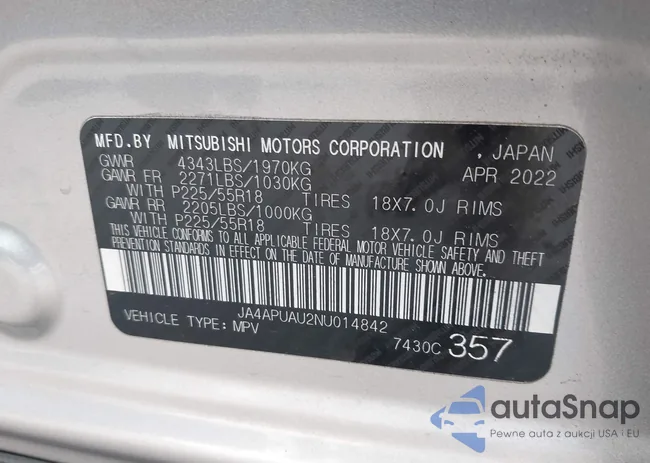 MFD.BY MITSUBISHI MOTORS CORPORATION , JAPAN
GVWR 4343LBS/1970KG APR 2022
GAWR FR 2271LBS/1030KG
WITH P225/55R18 TIRES 18X7.0J RIMS
GAWR RR 2205LBS/1000KG
WITH P225/55R18 TIRES 18X7.0J RIMS
THIS VEHICLE CONFORMS TO ALL APPLICABLE FEDERAL MOTOR VEHICLE SAFETY AND THEFT
PREVENTION STANDARDS IN EFFECT ON THE DATE OF MANUFACTURE SHOWN ABOVE.
JA4APUAU2NU014842
VEHICLE TYPE: MPV 7430C 357
autoSnap
Pewne auta z aukcji USA i EU